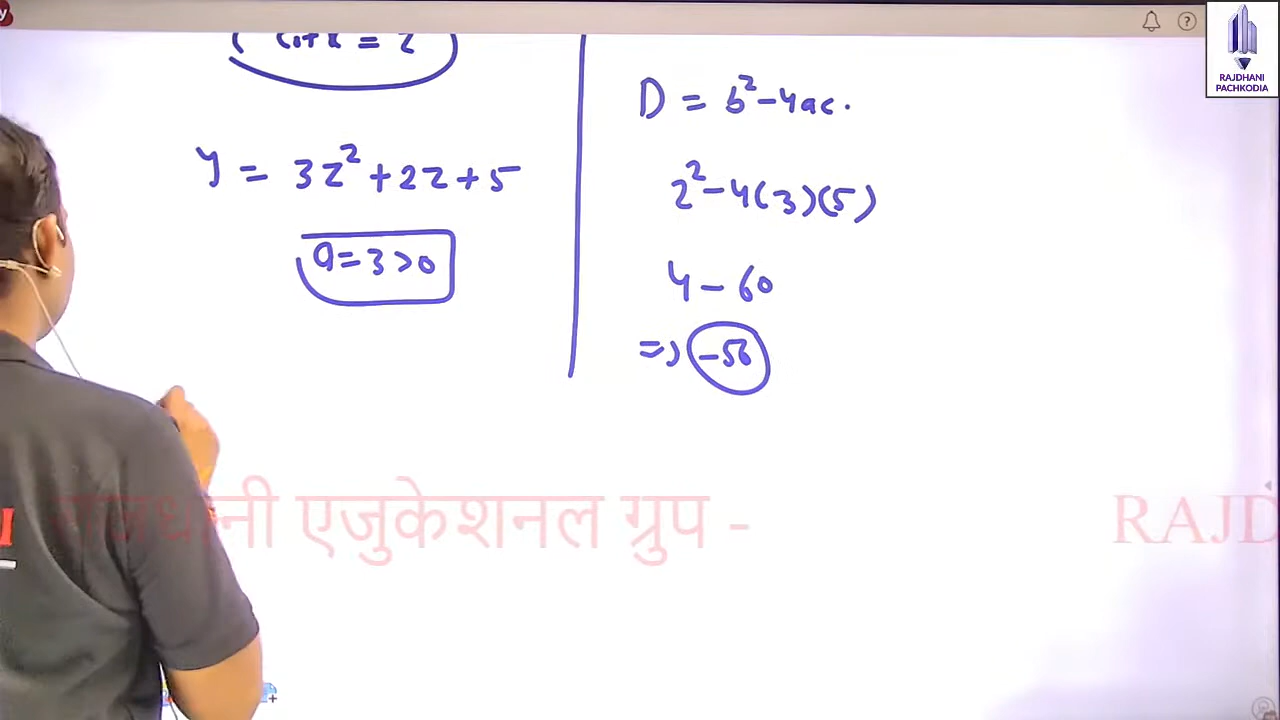 RAJDHANI
PACHKODIA
= z
y = 3z² + 2z + 5
a = 3 > 0
D = b² - 4ac.
2² - 4(3)(5)
4 - 60
=> -56
राजधानी एजुकेशनल ग्रुप -
RAJD